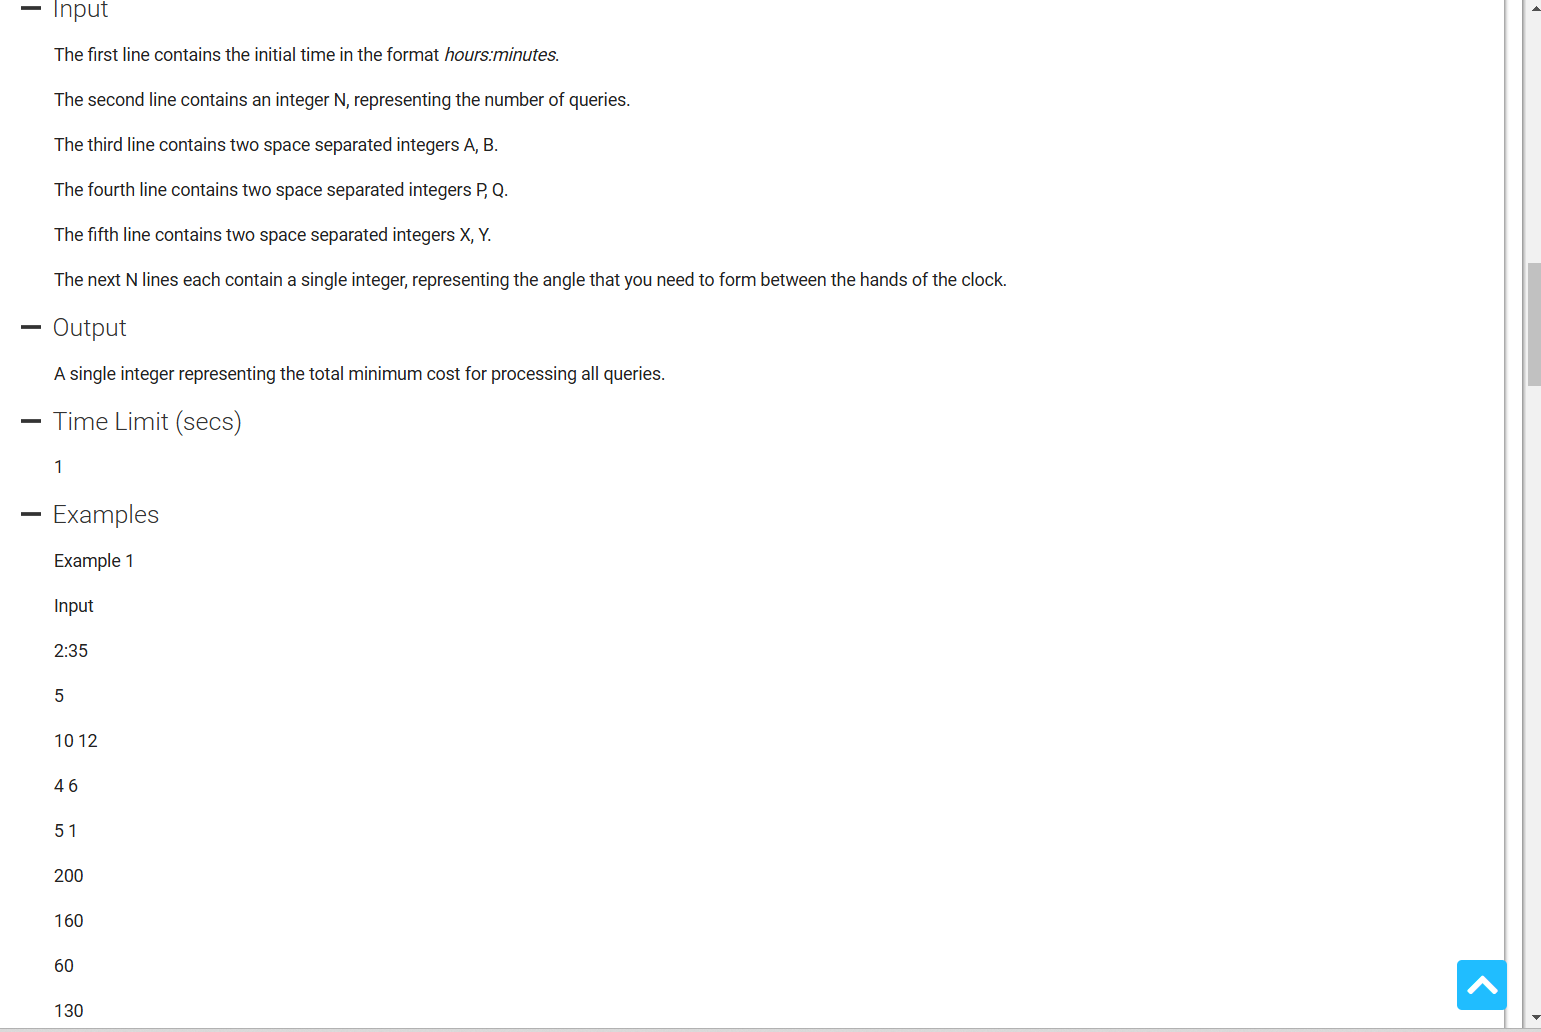 Input
The first line contains the initial time in the format hours:minutes.
The second line contains an integer N, representing the number of queries.
The third line contains two space separated integers A, B.
The fourth line contains two space separated integers P, Q.
The fifth line contains two space separated integers X, Y.
The next N lines each contain a single integer, representing the angle that you need to form between the hands of the clock.
Output
A single integer representing the total minimum cost for processing all queries.
Time Limit (secs)
1
Examples
Example 1
Input
2:35
5
10 12
4 6
5 1
200
160
60
130